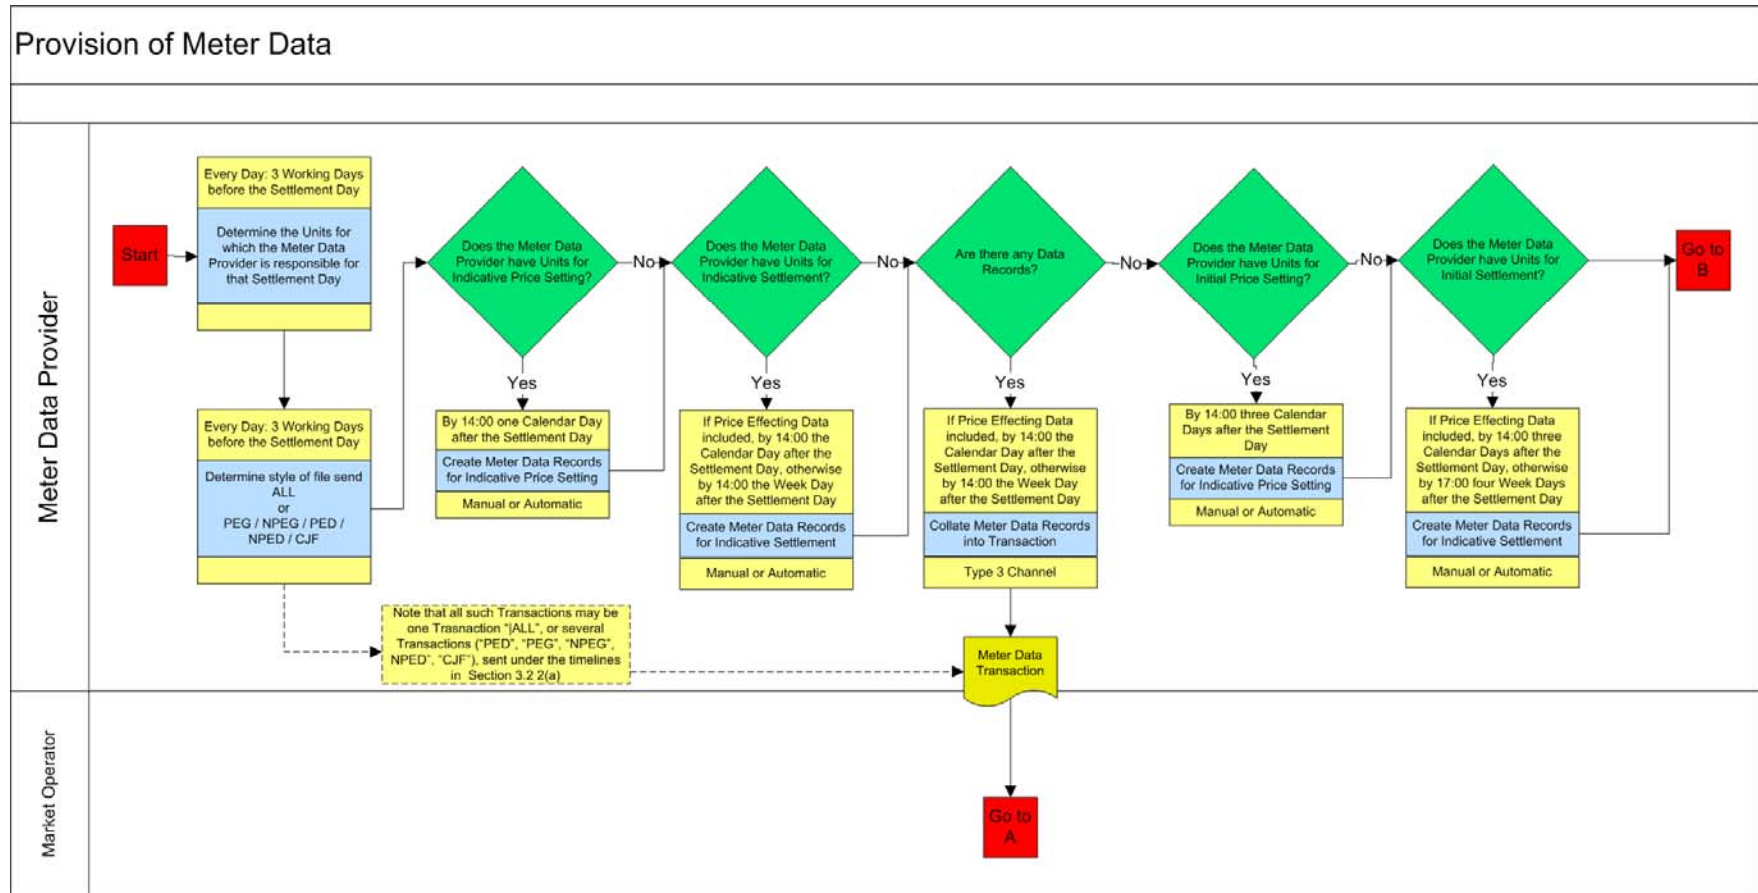 Provision of Meter Data
Meter Data Provider
Start
Every Day: 3 Working Days
before the Settlement Day
Determine the Units for
which the Meter Data
Provider is responsible for
that Settlement Day
Every Day: 3 Working Days
before the Settlement Day
Determine style of file send
ALL
or
PEG / NPEG / PED /
NPED / CJF
Does the Meter Data
Provider have Units for
Indicative Price Setting?
No
Yes
By 14:00 one Calendar Day
after the Settlement Day
Create Meter Data Records
for Indicative Price Setting
Manual or Automatic
Does the Meter Data
Provider have Units for
Indicative Settlement?
No
Yes
If Price Effecting Data
included, by 14:00 the
Calendar Day after the
Settlement Day, otherwise
by 14:00 the Week Day
after the Settlement Day
Create Meter Data Records
for Indicative Settlement
Manual or Automatic
Are there any Data
Records?
No
Yes
If Price Effecting Data
included, by 14:00 the
Calendar Day after the
Settlement Day, otherwise
by 14:00 the Week Day
after the Settlement Day
Collate Meter Data Records
into Transaction
Type 3 Channel
Does the Meter Data
Provider have Units for
Initial Price Setting?
No
Yes
By 14:00 three Calendar
Days after the Settlement
Day
Create Meter Data Records
for Indicative Price Setting
Manual or Automatic
Does the Meter Data
Provider have Units for
Initial Settlement?
Yes
If Price Effecting Data
included, by 14:00 three
Calendar Days after the
Settlement Day, otherwise
by 17:00 four Week Days
after the Settlement Day
Create Meter Data Records
for Indicative Settlement
Manual or Automatic
Go to
B
Note that all such Transactions may be
one Trasnaction "|ALL", or several
Transactions ("PED", "PEG", "NPEG",
NPED", "CJF"), sent under the timelines
in Section 3.2 2(a)
Meter Data
Transaction
Market Operator
Go to
A